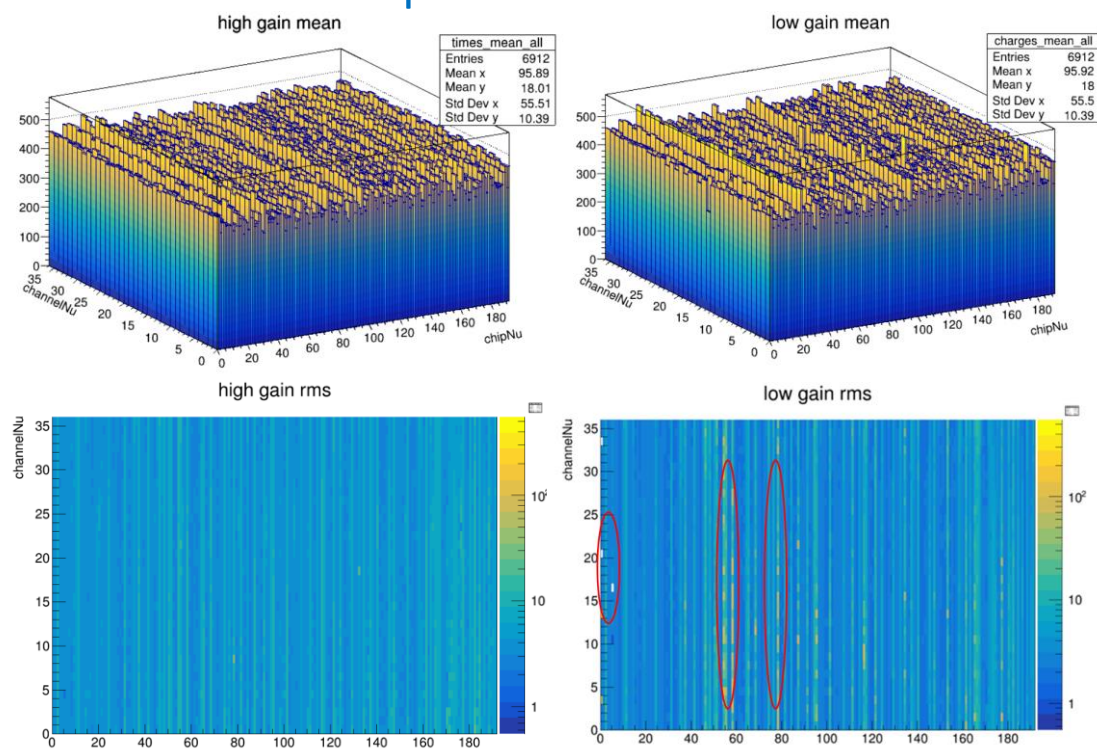 high gain mean
times_mean_all
Entries 6912
Mean x 95.89
Mean y 18.01
Std Dev x 55.51
Std Dev y 10.39
500
400
300
200
100
0
35
30
25
20
15
10
5
0
channelNu
0
20
40
60
80
100
120
140
160
180
chipNu
low gain mean
charges_mean_all
Entries 6912
Mean x 95.92
Mean y 18
Std Dev x 55.5
Std Dev y 10.39
500
400
300
200
100
0
35
30
25
20
15
10
5
0
channelNu
0
20
40
60
80
100
120
140
160
180
chipNu
high gain rms
channelNu
35
30
25
20
15
10
5
0
0 20 40 60 80 100 120 140 160 180
10²
10
1
low gain rms
channelNu
35
30
25
20
15
10
5
0
0 20 40 60 80 100 120 140 160 180
10²
10
1